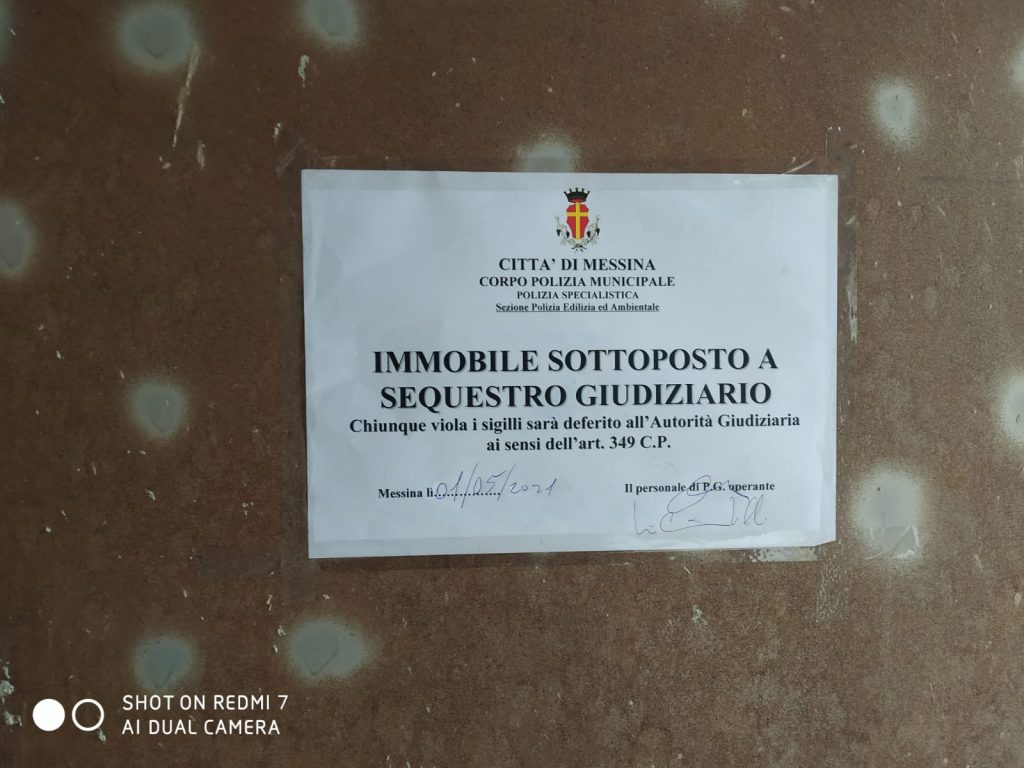 CITTA' DI MESSINA
CORPO POLIZIA MUNICIPALE
POLIZIA SPECIALISTICA
Sezione Polizia Edilizia ed Ambientale
IMMOBILE SOTTOPOSTO A
SEQUESTRO GIUDIZIARIO
Chiunque viola i sigilli sarà deferito all'Autorità Giudiziaria
ai sensi dell'art. 349 C.P.
Messina lì 01/05/2021 Il personale di P.G. operante
SHOT ON REDMI 7
AI DUAL CAMERA